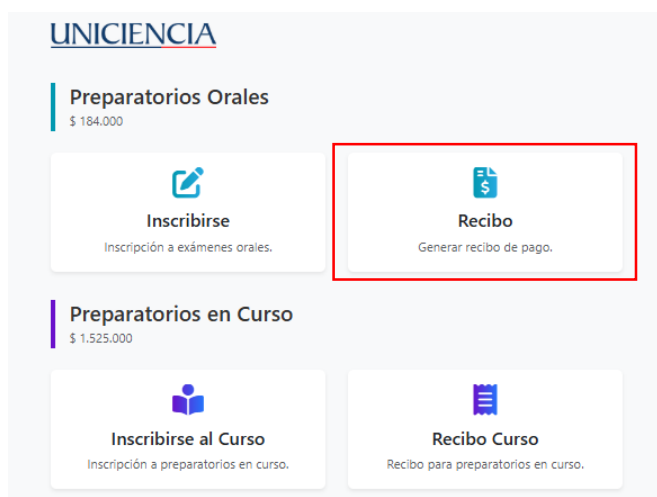 UNICIENCIA
Preparatorios Orales
$ 184.000
Inscribirse
Inscripción a exámenes orales.
Recibo
Generar recibo de pago.
Preparatorios en Curso
$ 1.525.000
Inscribirse al Curso
Inscripción a preparatorios en curso.
Recibo Curso
Recibo para preparatorios en curso.